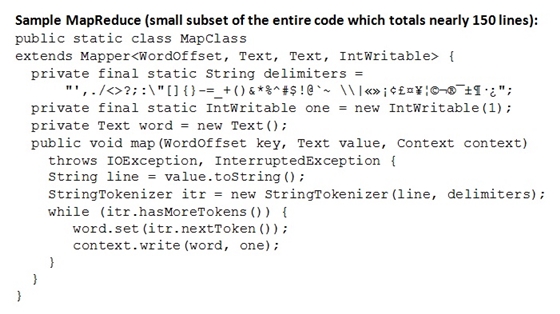 Sample MapReduce (small subset of the entire code which totals nearly 150 lines):
public static class MapClass
extends Mapper<WordOffset, Text, Text, IntWritable> {
private final static String delimiters =
"',./<>?;:\"[]{}-=_+()&*%^#$!@`~ \\|«»¡¢£¤¥¦©¬®¯±¶·¿";
private final static IntWritable one = new IntWritable(1);
private Text word = new Text();
public void map(WordOffset key, Text value, Context context)
throws IOException, InterruptedException {
String line = value.toString();
StringTokenizer itr = new StringTokenizer(line, delimiters);
while (itr.hasMoreTokens()) {
word.set(itr.nextToken());
context.write(word, one);
}
}
}